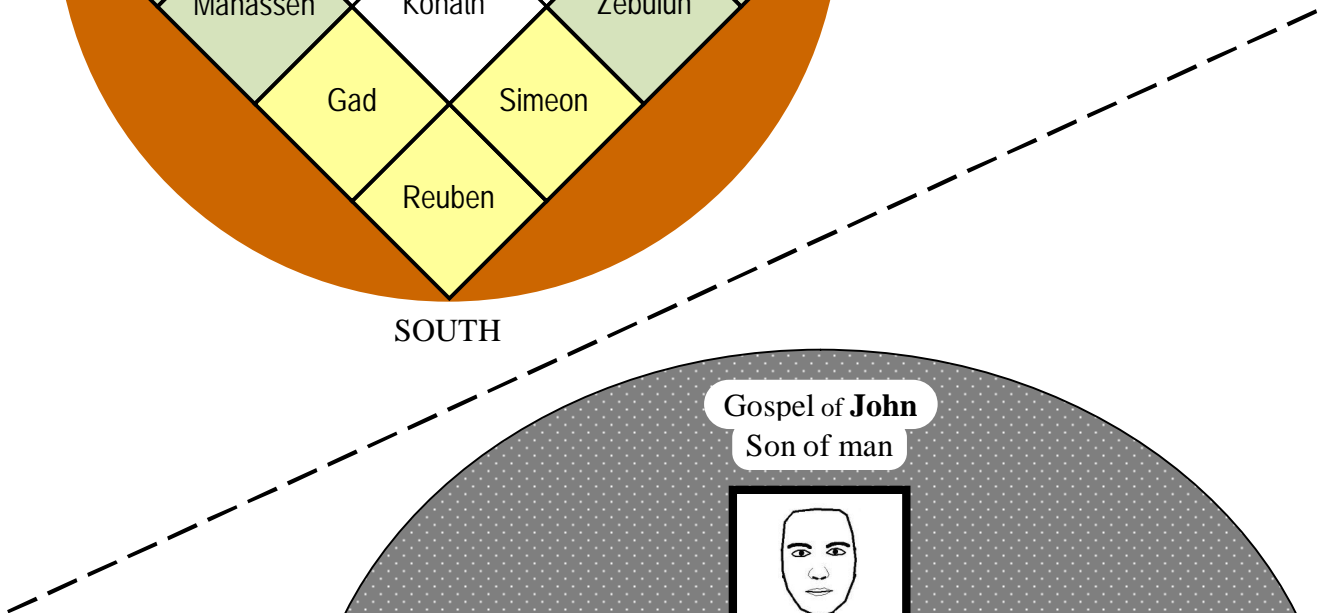 Manasseh Kohath Zebulun
Gad Simeon
Reuben
SOUTH
Gospel of John
Son of man